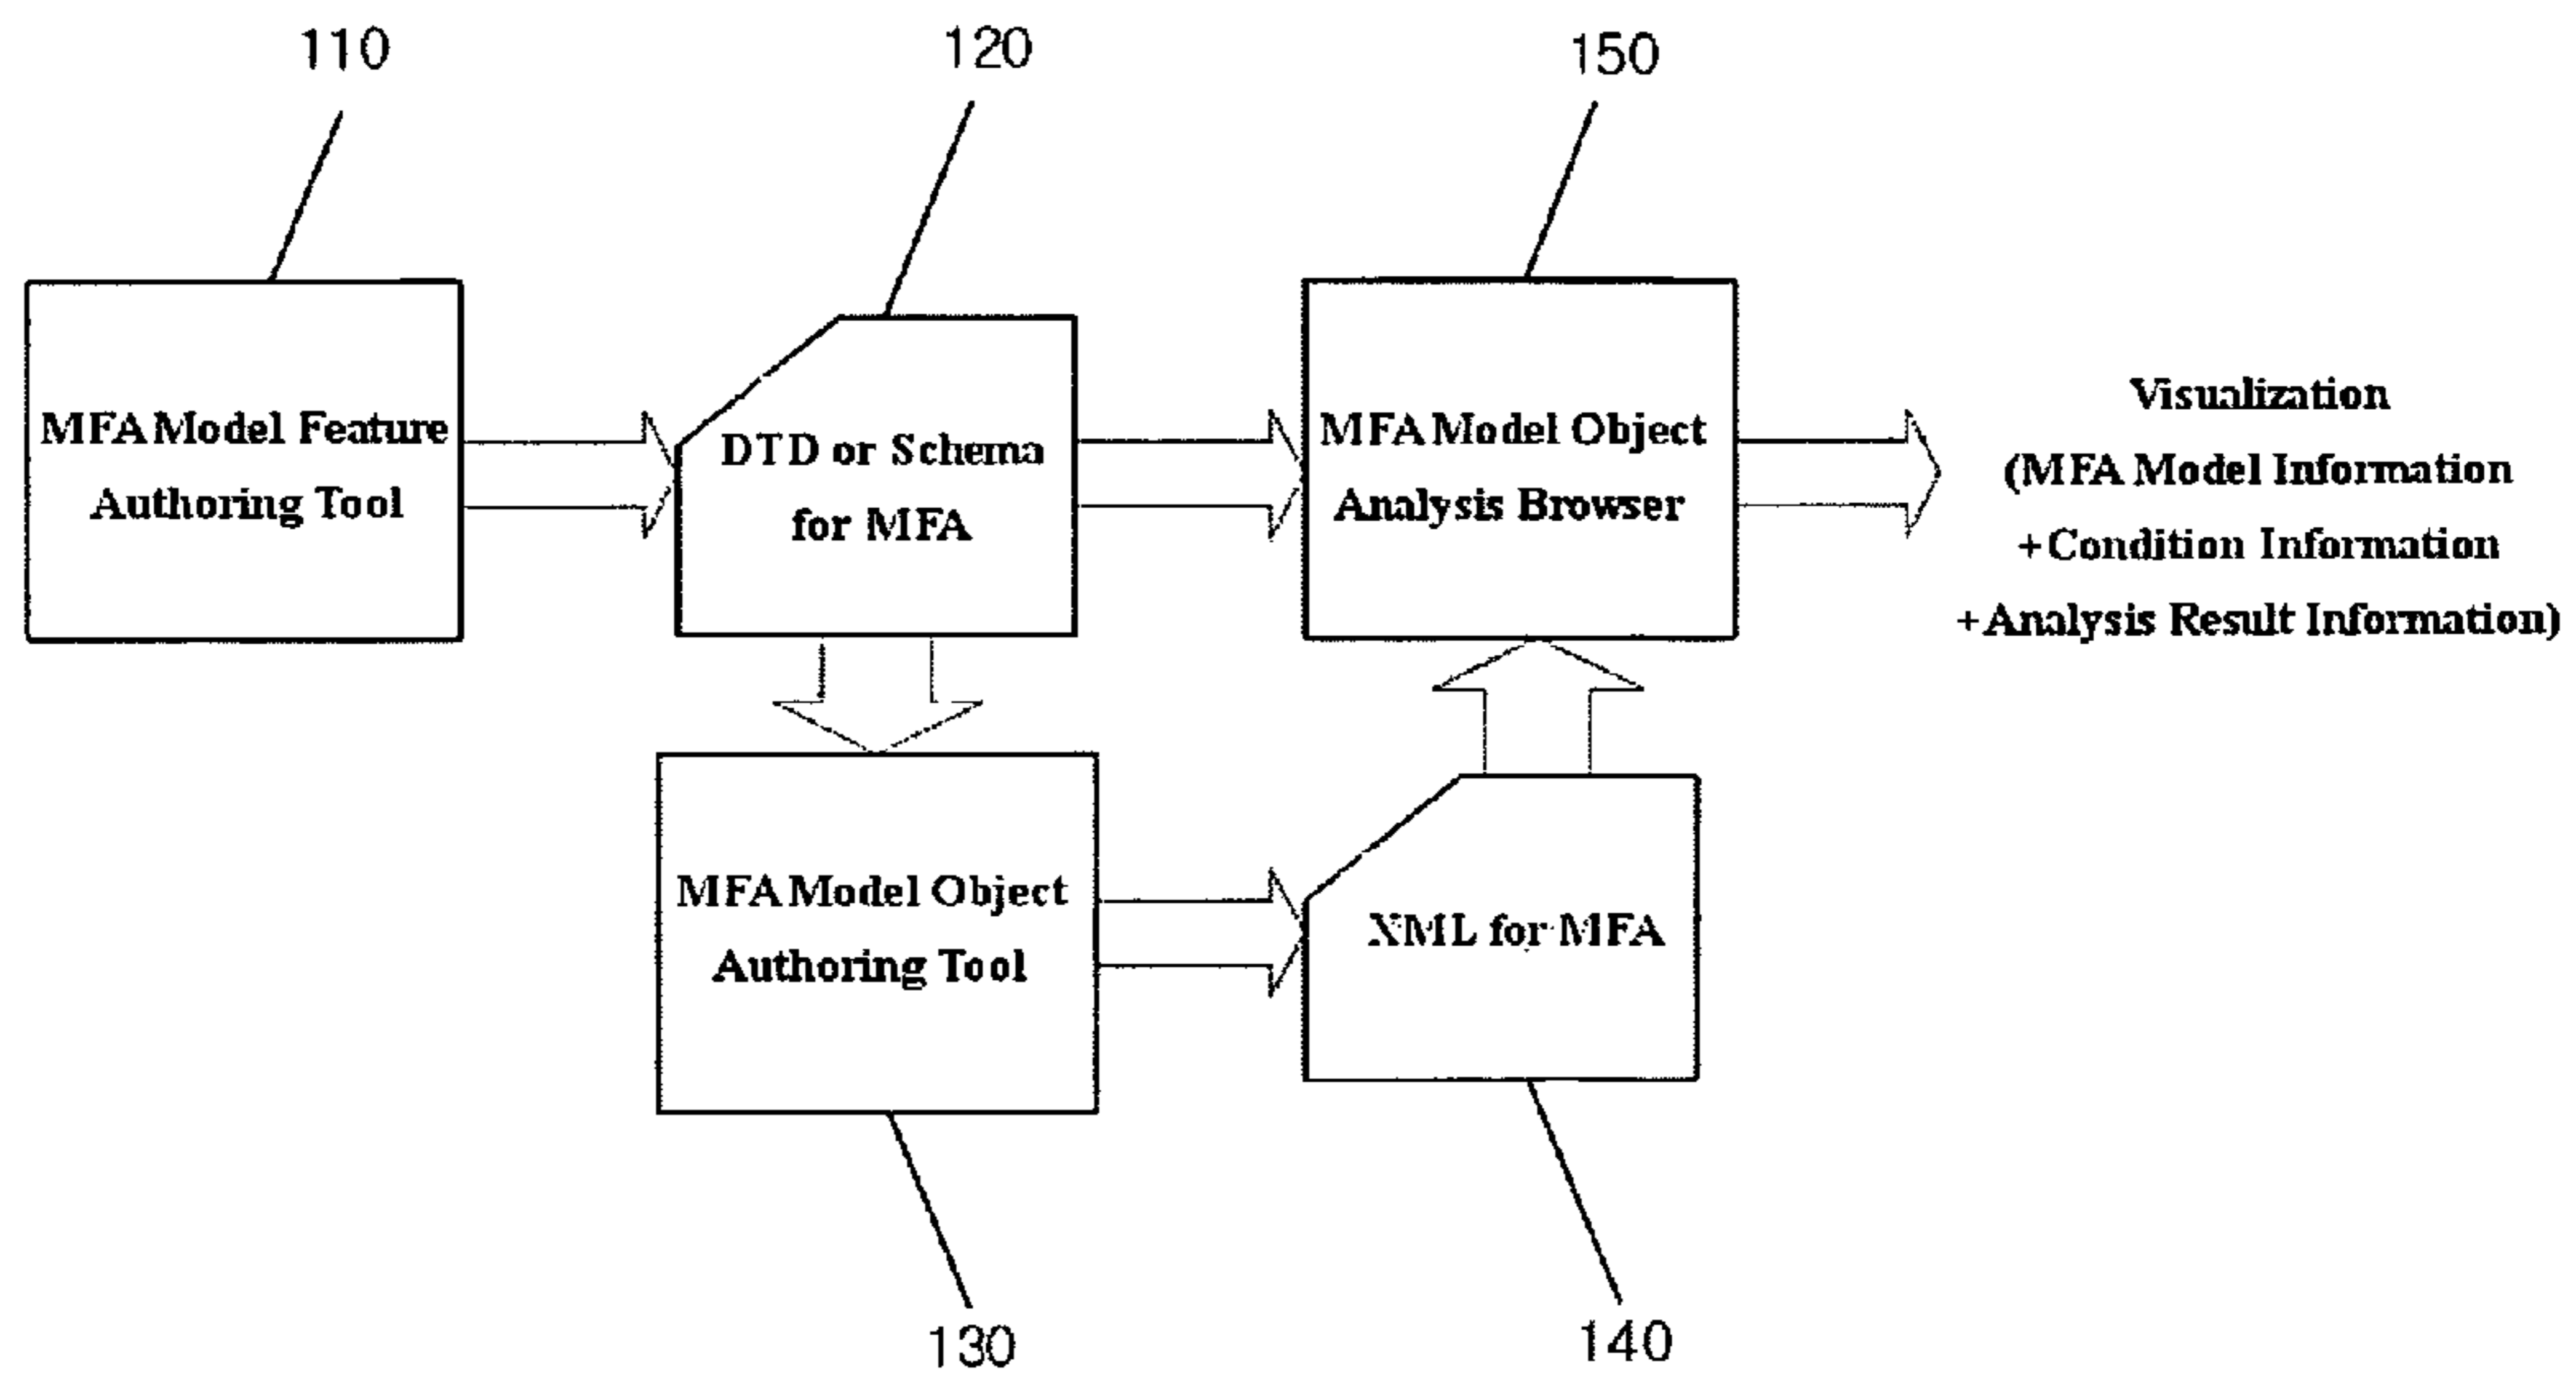 110
120
150
MFA Model Feature
Authoring Tool
DTD or Schema
for MFA
MFA Model Object
Analysis Browser
Visualization
(MFA Model Information
+Condition Information
+Analysis Result Information)
MFA Model Object
Authoring Tool
XML for MFA
130
140